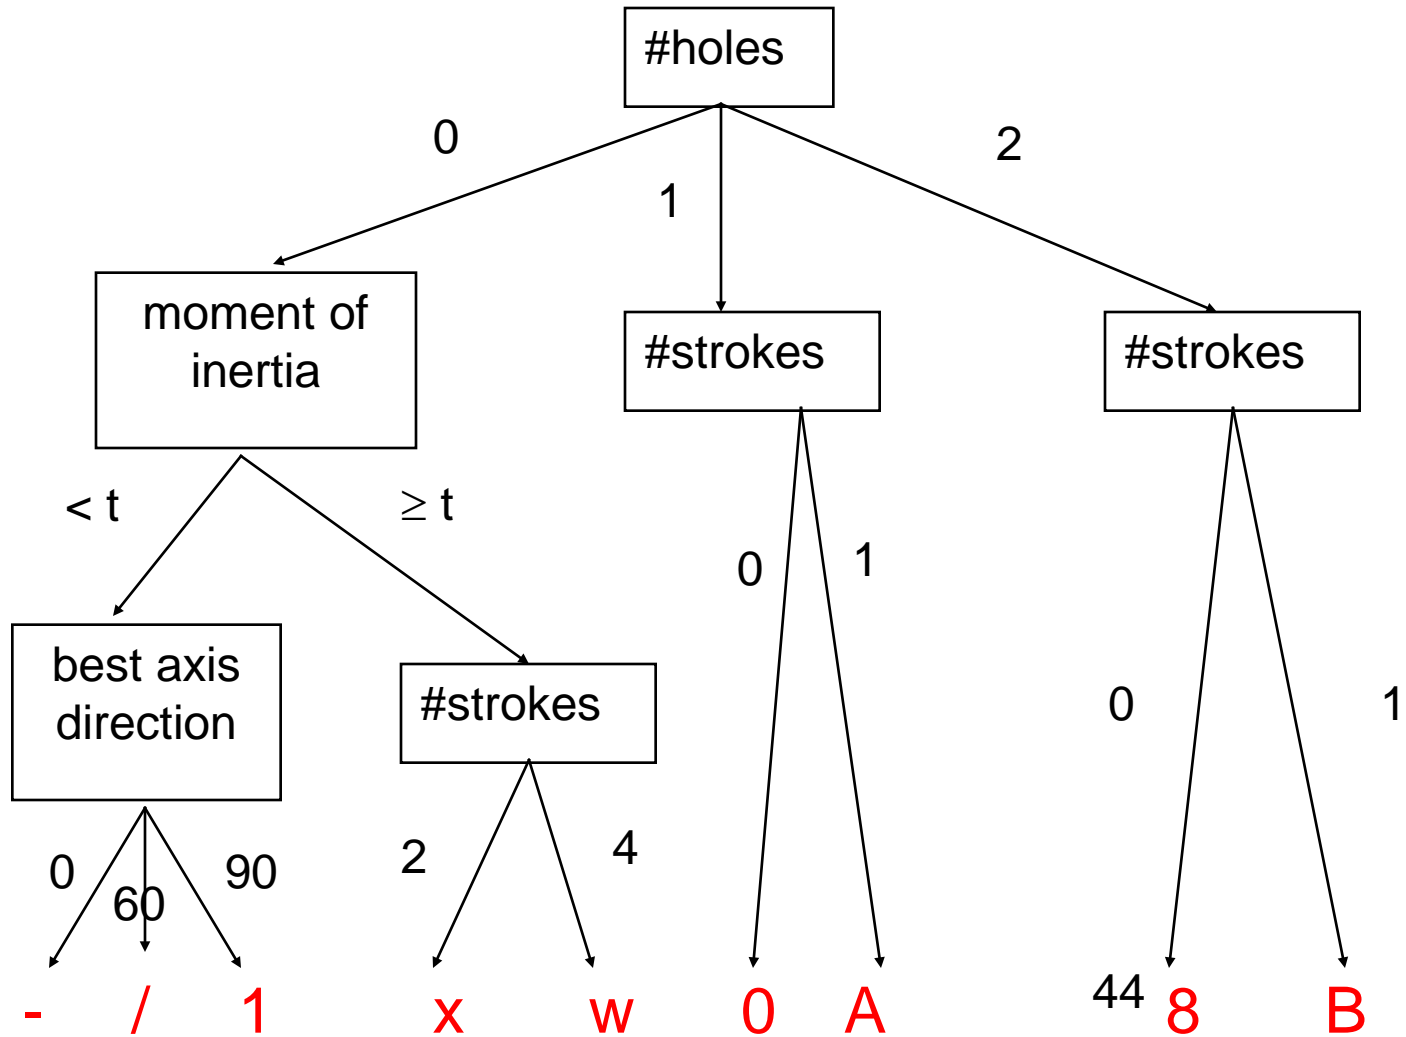 #holes
0
1
2
moment of
inertia
#strokes
#strokes
< t
≥ t
0
1
best axis
direction
#strokes
0
1
0
60
90
2
4
- / 1 x w 0 A 44 8 B